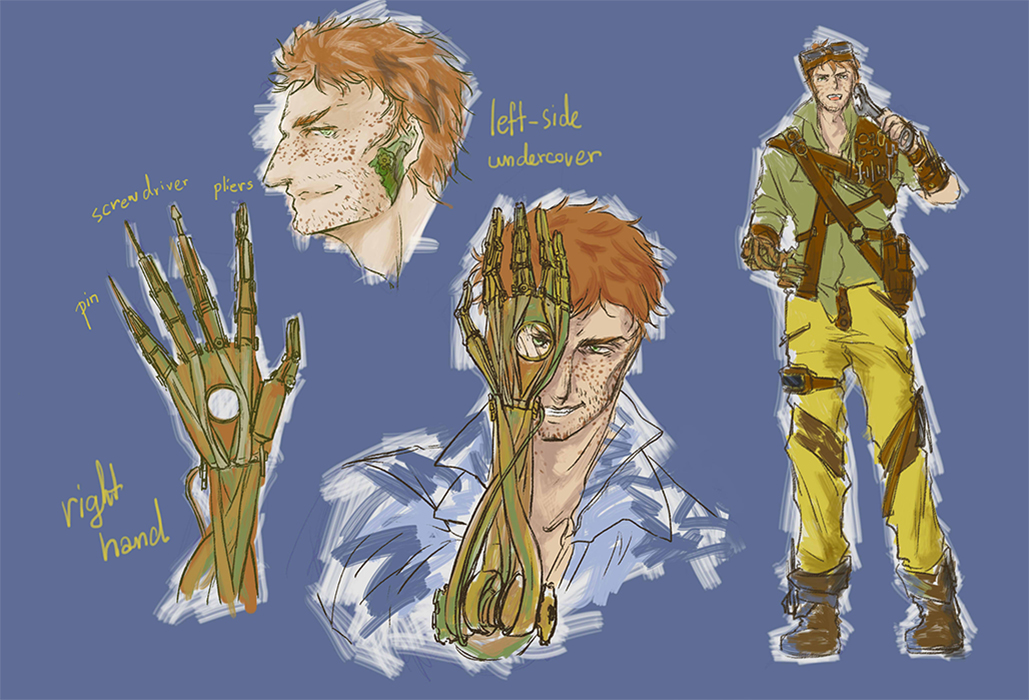 left-side
undercover
screwdriver
pliers
pin
right
hand